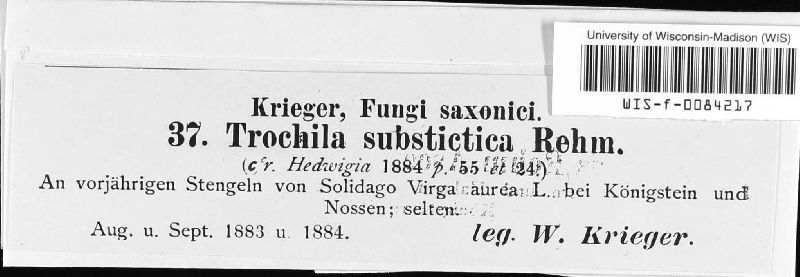 University of Wisconsin-Madison (WIS)
WIS-f-0084217
Krieger, Fungi saxonici.
37. Trochila substictica Rehm.
(cfr. Hedwigia 1884 p. 55 et 24!)
An vorjährigen Stengeln von Solidago Virga aurea L. bei Königstein und
Nossen; selten.
Aug. u. Sept. 1883 u. 1884.
leg. W. Krieger.